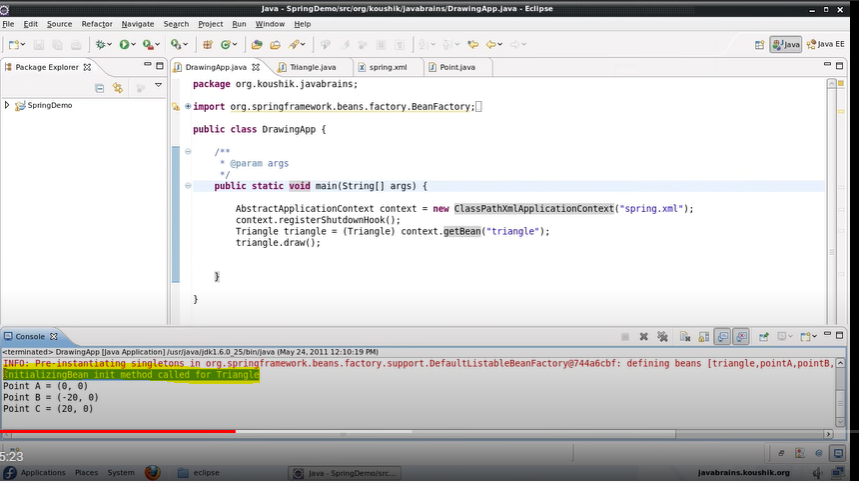 Java - SpringDemo/src/org/koushik/javabrains/DrawingApp.java - Eclipse
File Edit Source Refactor Navigate Search Project Run Window Help
Java Java EE
Package Explorer
SpringDemo
DrawingApp.java Triangle.java spring.xml Point.java
package org.koushik.javabrains;
import org.springframework.beans.factory.BeanFactory;
public class DrawingApp {
/**
* @param args
*/
public static void main(String[] args) {
AbstractApplicationContext context = new ClassPathXmlApplicationContext("spring.xml");
context.registerShutdownHook();
Triangle triangle = (Triangle) context.getBean("triangle");
triangle.draw();
}
}
Console
<terminated> DrawingApp [Java Application] /usr/java/jdk1.6.0_25/bin/java (May 24, 2011 12:10:19 PM)
INFO: Pre-instantiating singletons in org.springframework.beans.factory.support.DefaultListableBeanFactory@744a6cbf: defining beans [triangle,pointA,pointB,
InitializingBean init method called for Triangle
Point A = (0, 0)
Point B = (-20, 0)
Point C = (20, 0)
5:23
Applications Places System eclipse Java - SpringDemo/src... javabrains.koushik.org